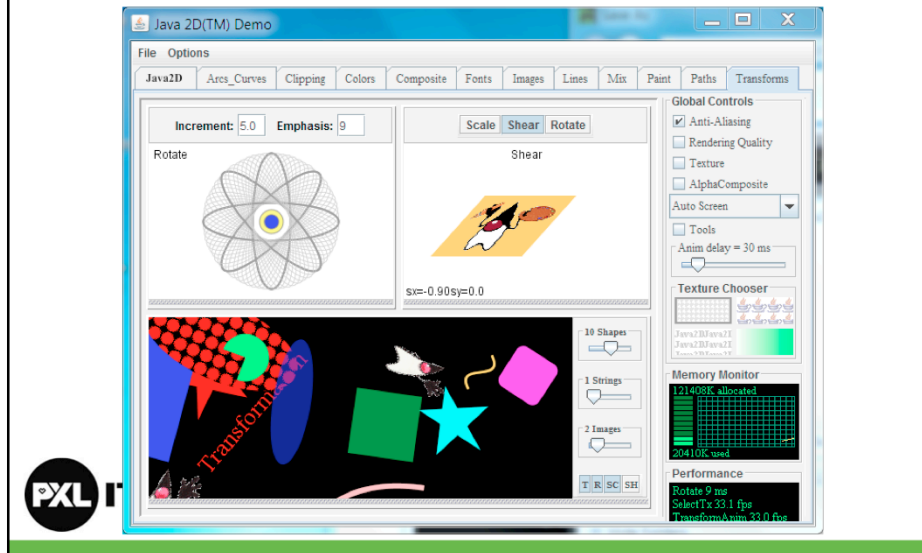 Java 2D(TM) Demo
File Options
Java2D Arcs_Curves Clipping Colors Composite Fonts Images Lines Mix Paint Paths Transforms
Increment: 5.0 Emphasis: 9
Rotate
Scale Shear Rotate
Shear
sx=-0.90sy=0.0
Global Controls
Anti-Aliasing
Rendering Quality
Texture
AlphaComposite
Auto Screen
Tools
Anim delay = 30 ms
Texture Chooser
Java2DJava2D
Java2DJava2D
Memory Monitor
121408K allocated
20410K used
Performance
Rotate 9 ms
SelectTx 33.1 fps
TransformAnim 33.0 fps
Transformation
10 Shapes
1 Strings
2 Images
T R SC SH
PXL IT